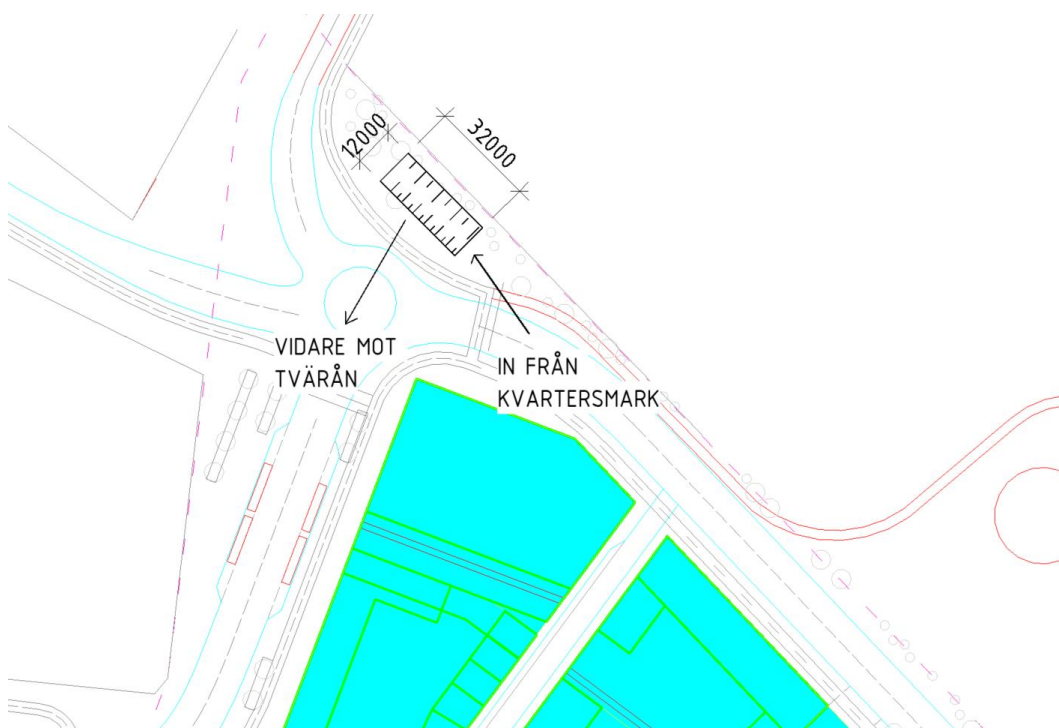 12000
32000
VIDARE MOT
TVÄRÅN
IN FRÅN
KVARTERSMARK